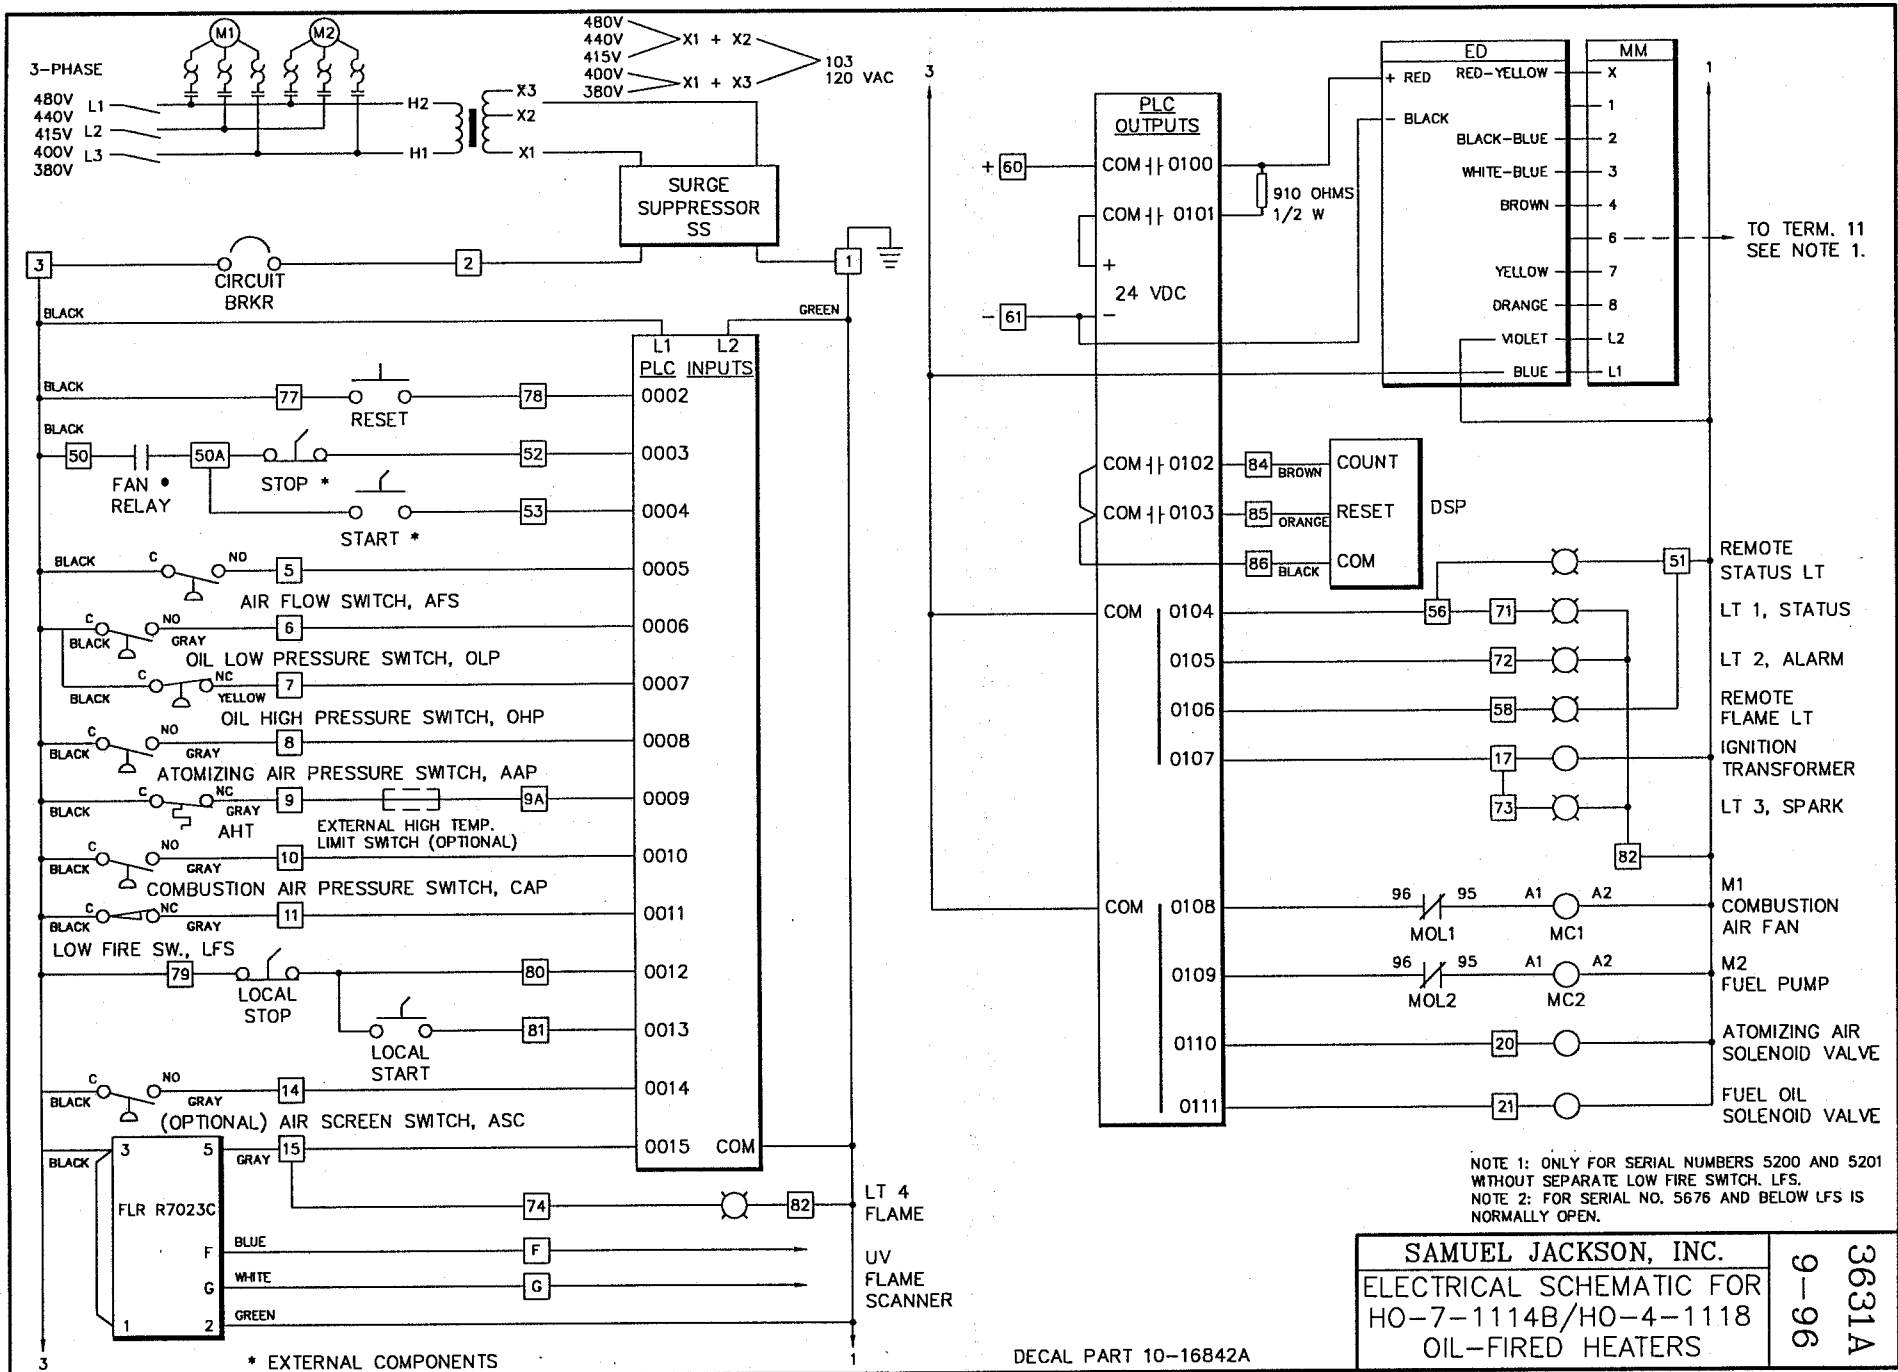 3-PHASE
480V
440V
415V
400V
380V
L1
L2
L3
M1
M2
H2
H1
X3
X2
X1
480V
440V
415V
400V
380V
X1 + X2
X1 + X3
103
120 VAC
SURGE
SUPPRESSOR
SS
3
CIRCUIT
BRKR
2
1
BLACK
GREEN
L1 L2
PLC INPUTS
BLACK
77
RESET
78
0002
BLACK
50
FAN •
RELAY
50A
STOP *
52
0003
START *
53
0004
BLACK
C
NO
5
0005
AIR FLOW SWITCH, AFS
C
NO
BLACK
GRAY
6
0006
OIL LOW PRESSURE SWITCH, OLP
C
NC
BLACK
YELLOW
7
0007
OIL HIGH PRESSURE SWITCH, OHP
C
NO
BLACK
GRAY
8
0008
ATOMIZING AIR PRESSURE SWITCH, AAP
C
NC
BLACK
GRAY
AHT
9
9A
0009
EXTERNAL HIGH TEMP.
LIMIT SWITCH (OPTIONAL)
C
NO
BLACK
GRAY
10
0010
COMBUSTION AIR PRESSURE SWITCH, CAP
C
NC
BLACK
GRAY
11
0011
LOW FIRE SW., LFS
79
LOCAL
STOP
80
0012
LOCAL
START
81
0013
C
NO
BLACK
GRAY
14
0014
(OPTIONAL) AIR SCREEN SWITCH, ASC
BLACK
3
5
GRAY
15
0015 COM
FLR R7023C
74
82
LT 4
FLAME
F
BLUE
F
G
WHITE
G
UV
FLAME
SCANNER
1
2
GREEN
3
1
* EXTERNAL COMPONENTS
3
PLC
OUTPUTS
+
60
COM
0100
COM
0101
910 OHMS
1/2 W
+
24 VDC
-
61
-
ED
MM
+ RED
- BLACK
RED-YELLOW
X
1
BLACK-BLUE
2
WHITE-BLUE
3
BROWN
4
6
YELLOW
7
ORANGE
8
VIOLET
L2
BLUE
L1
1
TO TERM. 11
SEE NOTE 1.
COM
0102
84
BROWN
COUNT
COM
0103
85
ORANGE
RESET
DSP
86
BLACK
COM
51
REMOTE
STATUS LT
COM
0104
56
71
LT 1, STATUS
0105
72
LT 2, ALARM
0106
58
REMOTE
FLAME LT
0107
17
IGNITION
TRANSFORMER
73
LT 3, SPARK
82
COM
0108
96
95
MOL1
A1
A2
MC1
M1
COMBUSTION
AIR FAN
0109
96
95
MOL2
A1
A2
MC2
M2
FUEL PUMP
0110
20
ATOMIZING AIR
SOLENOID VALVE
0111
21
FUEL OIL
SOLENOID VALVE
NOTE 1: ONLY FOR SERIAL NUMBERS 5200 AND 5201
WITHOUT SEPARATE LOW FIRE SWITCH. LFS.
NOTE 2: FOR SERIAL NO. 5676 AND BELOW LFS IS
NORMALLY OPEN.
SAMUEL JACKSON, INC.
ELECTRICAL SCHEMATIC FOR
HO-7-1114B/HO-4-1118
OIL-FIRED HEATERS
3631A
9-96
DECAL PART 10-16842A